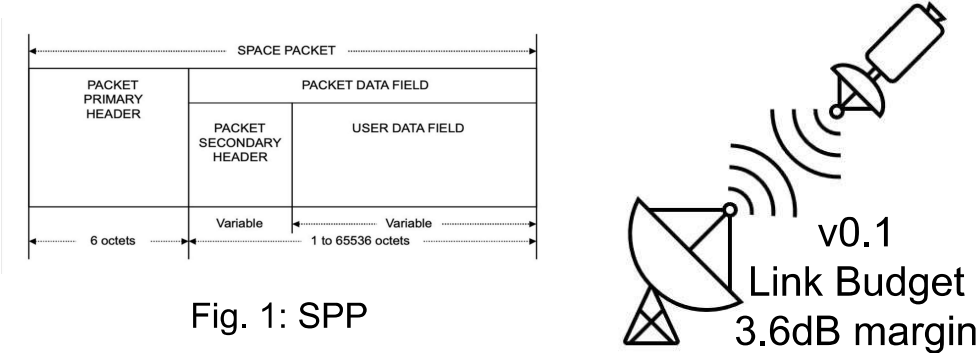 SPACE PACKET
PACKET
PRIMARY
HEADER
PACKET DATA FIELD
PACKET
SECONDARY
HEADER
USER DATA FIELD
Variable
Variable
6 octets
1 to 65536 octets
Fig. 1: SPP
v0.1
Link Budget
3.6dB margin